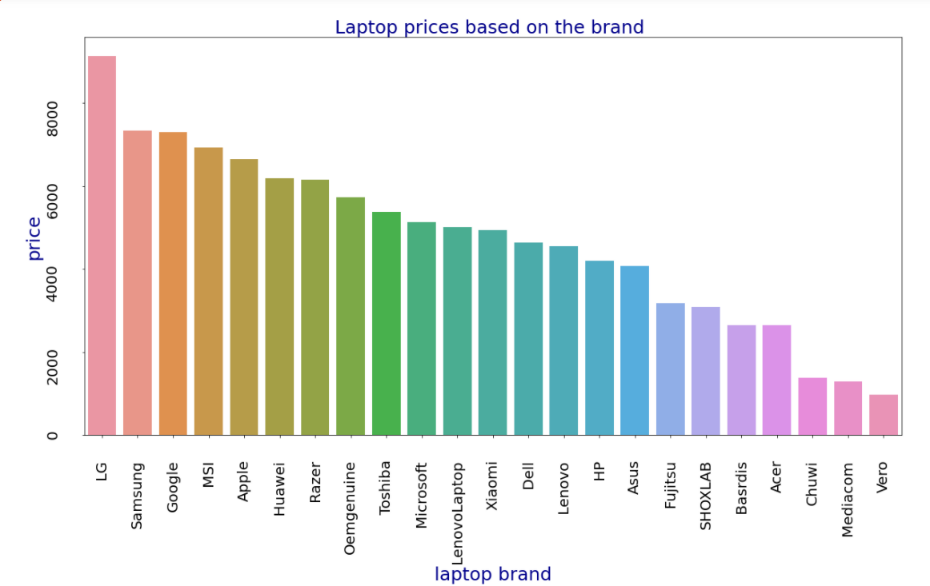 Laptop prices based on the brand
price
8000
6000
4000
2000
0
LG
Samsung
Google
MSI
Apple
Huawei
Razer
Oemgenuine
Toshiba
Microsoft
LenovoLaptop
Xiaomi
Dell
Lenovo
HP
Asus
Fujitsu
SHOXLAB
Basrdis
Acer
Chuwi
Mediacom
Vero
laptop brand